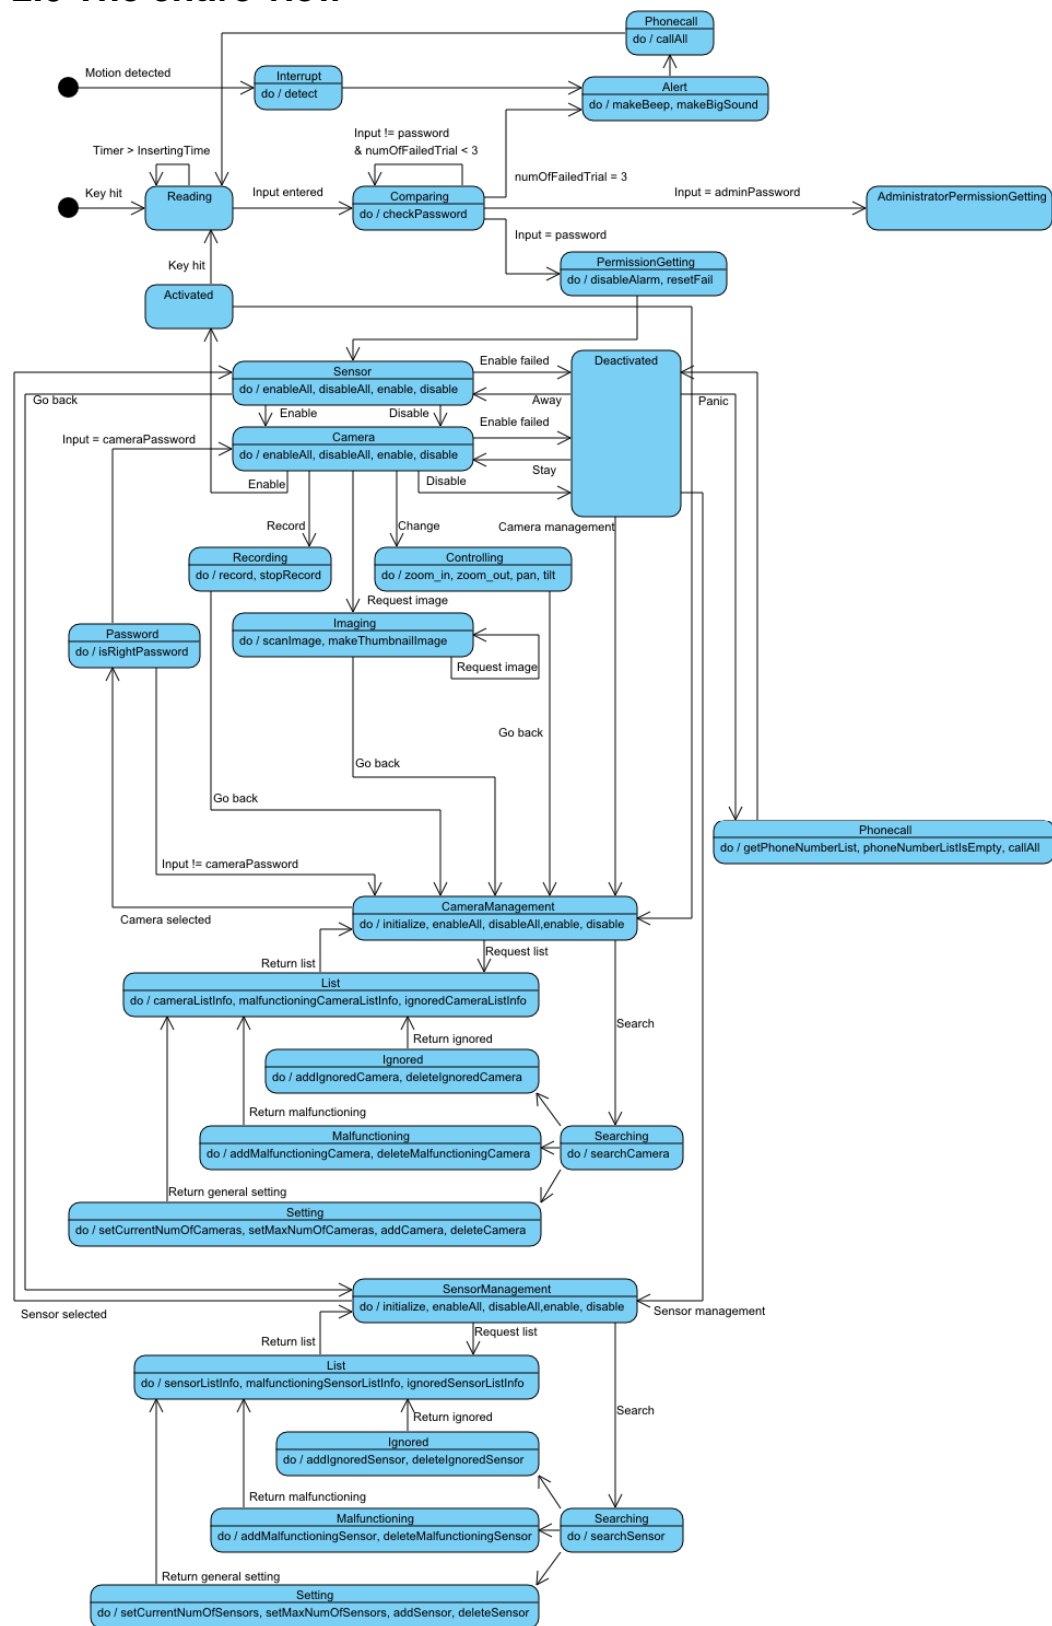 Phonecall
do / callAll
Motion detected
Interrupt
do / detect
Alert
do / makeBeep, makeBigSound
Input != password
& numOfFailedTrial < 3
Timer > InsertingTime
numOfFailedTrial = 3
Key hit
Reading
Input entered
Comparing
do / checkPassword
Input = adminPassword
AdministratorPermissionGetting
Input = password
Key hit
PermissionGetting
do / disableAlarm, resetFail
Activated
Sensor
do / enableAll, disableAll, enable, disable
Enable failed
Deactivated
Go back
Away
Panic
Enable
Disable
Enable failed
Input = cameraPassword
Camera
do / enableAll, disableAll, enable, disable
Stay
Enable
Disable
Record
Change
Camera management
Recording
do / record, stopRecord
Controlling
do / zoom_in, zoom_out, pan, tilt
Request image
Imaging
do / scanImage, makeThumbnailImage
Password
do / isRightPassword
Request image
Go back
Go back
Go back
Phonecall
do / getPhoneNumberList, phoneNumberListIsEmpty, callAll
Input != cameraPassword
CameraManagement
do / initialize, enableAll, disableAll,enable, disable
Camera selected
Request list
Return list
List
do / cameraListInfo, malfunctioningCameraListInfo, ignoredCameraListInfo
Search
Return ignored
Ignored
do / addIgnoredCamera, deleteIgnoredCamera
Return malfunctioning
Malfunctioning
do / addMalfunctioningCamera, deleteMalfunctioningCamera
Searching
do / searchCamera
Return general setting
Setting
do / setCurrentNumOfCameras, setMaxNumOfCameras, addCamera, deleteCamera
SensorManagement
do / initialize, enableAll, disableAll,enable, disable
Sensor selected
Sensor management
Request list
Return list
List
do / sensorListInfo, malfunctioningSensorListInfo, ignoredSensorListInfo
Search
Return ignored
Ignored
do / addIgnoredSensor, deleteIgnoredSensor
Return malfunctioning
Malfunctioning
do / addMalfunctioningSensor, deleteMalfunctioningSensor
Searching
do / searchSensor
Return general setting
Setting
do / setCurrentNumOfSensors, setMaxNumOfSensors, addSensor, deleteSensor